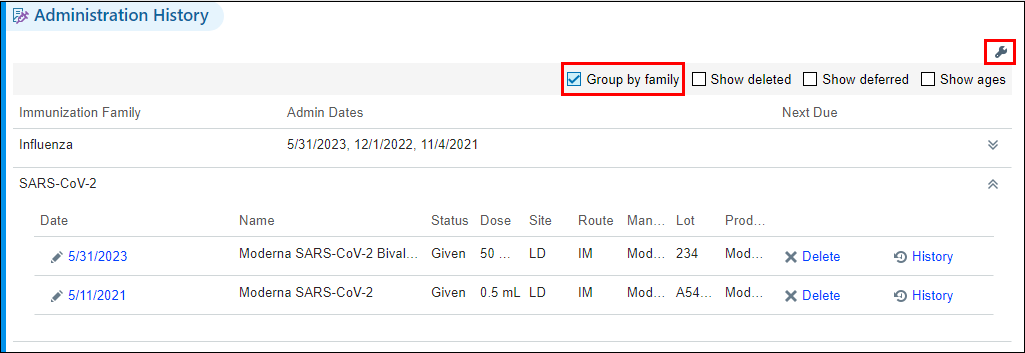 Administration History
Group by family Show deleted Show deferred Show ages
Immunization Family Admin Dates Next Due
Influenza 5/31/2023, 12/1/2022, 11/4/2021
SARS-CoV-2
Date Name Status Dose Site Route Man... Lot Prod...
5/31/2023 Moderna SARS-CoV-2 Bival... Given 50 ... LD IM Mod... 234 Mod... Delete History
5/11/2021 Moderna SARS-CoV-2 Given 0.5 mL LD IM Mod... A54... Mod... Delete History